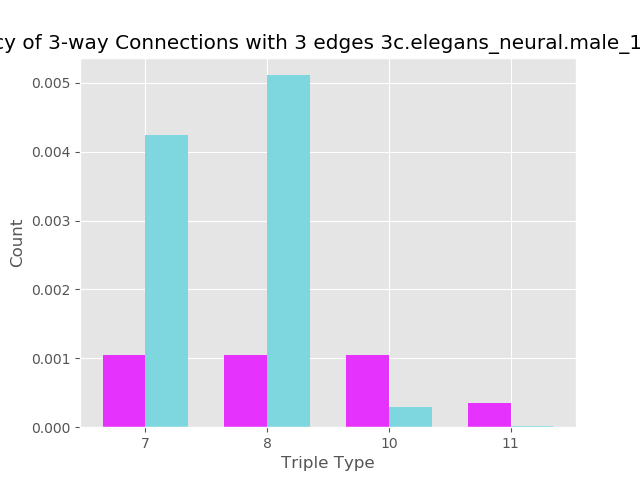 cy of 3-way Connections with 3 edges 3c.elegans_neural.male_1
0.005
0.004
0.003
0.002
0.001
0.000
Count
7 8 10 11
Triple Type